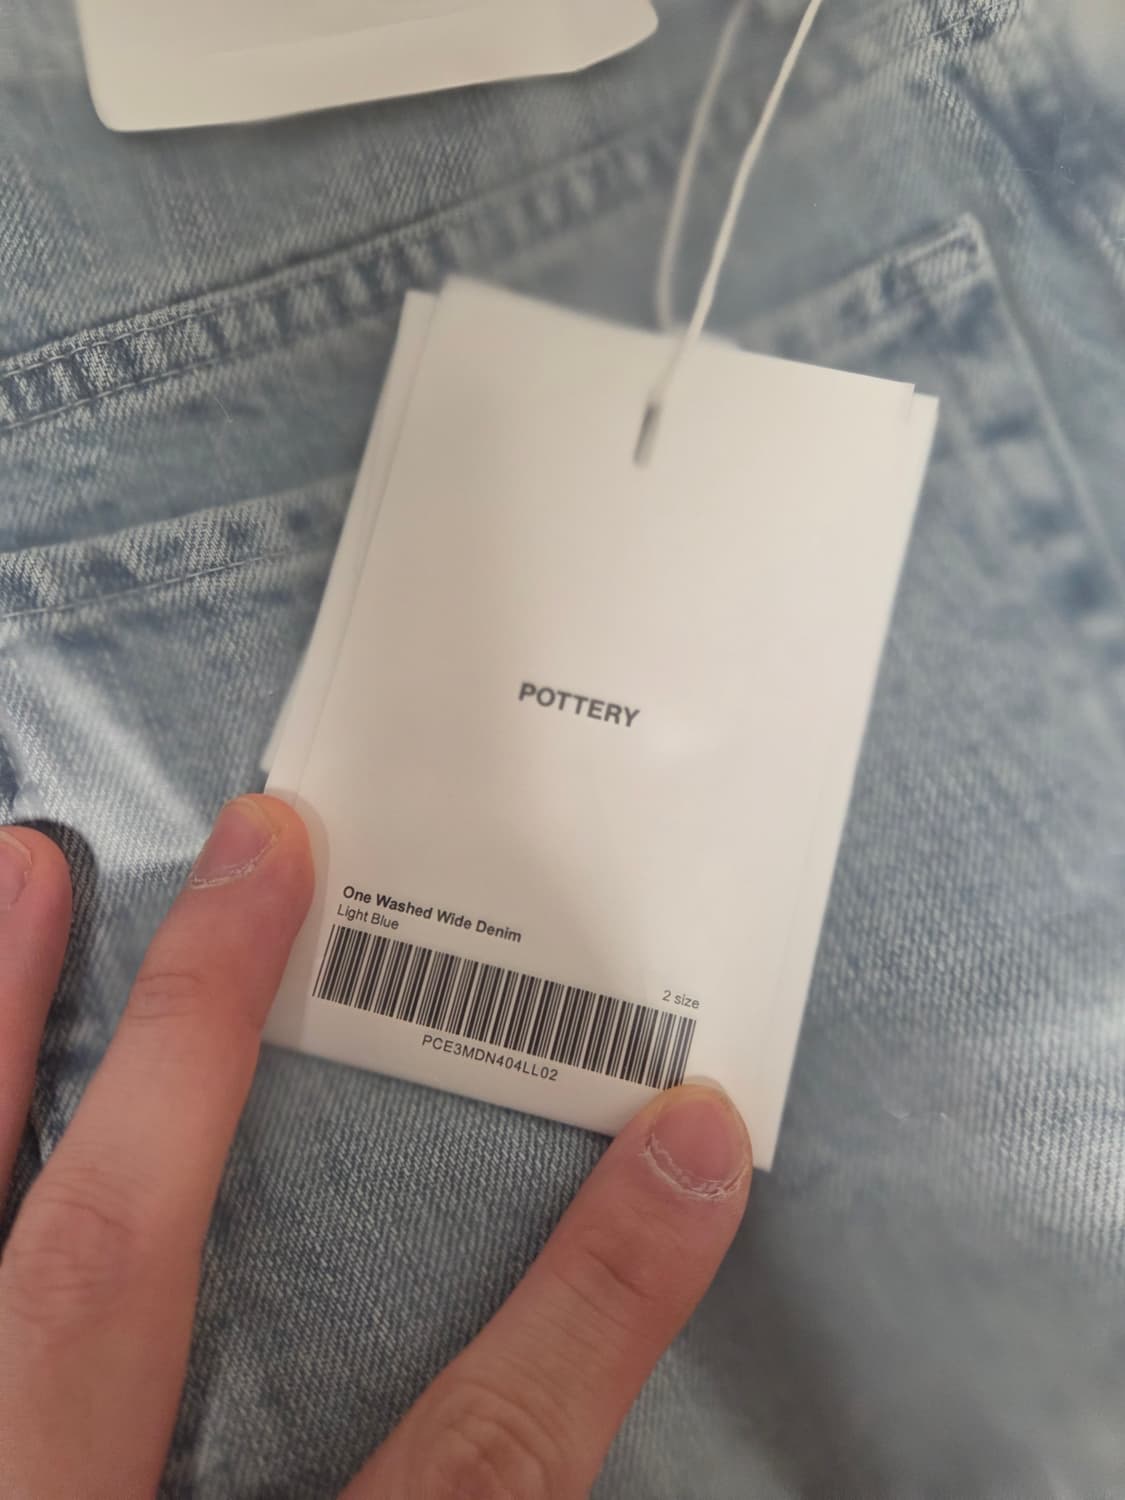 POTTERY
One Washed Wide Denim
Light Blue
2 size
PCE3MDN404LL02